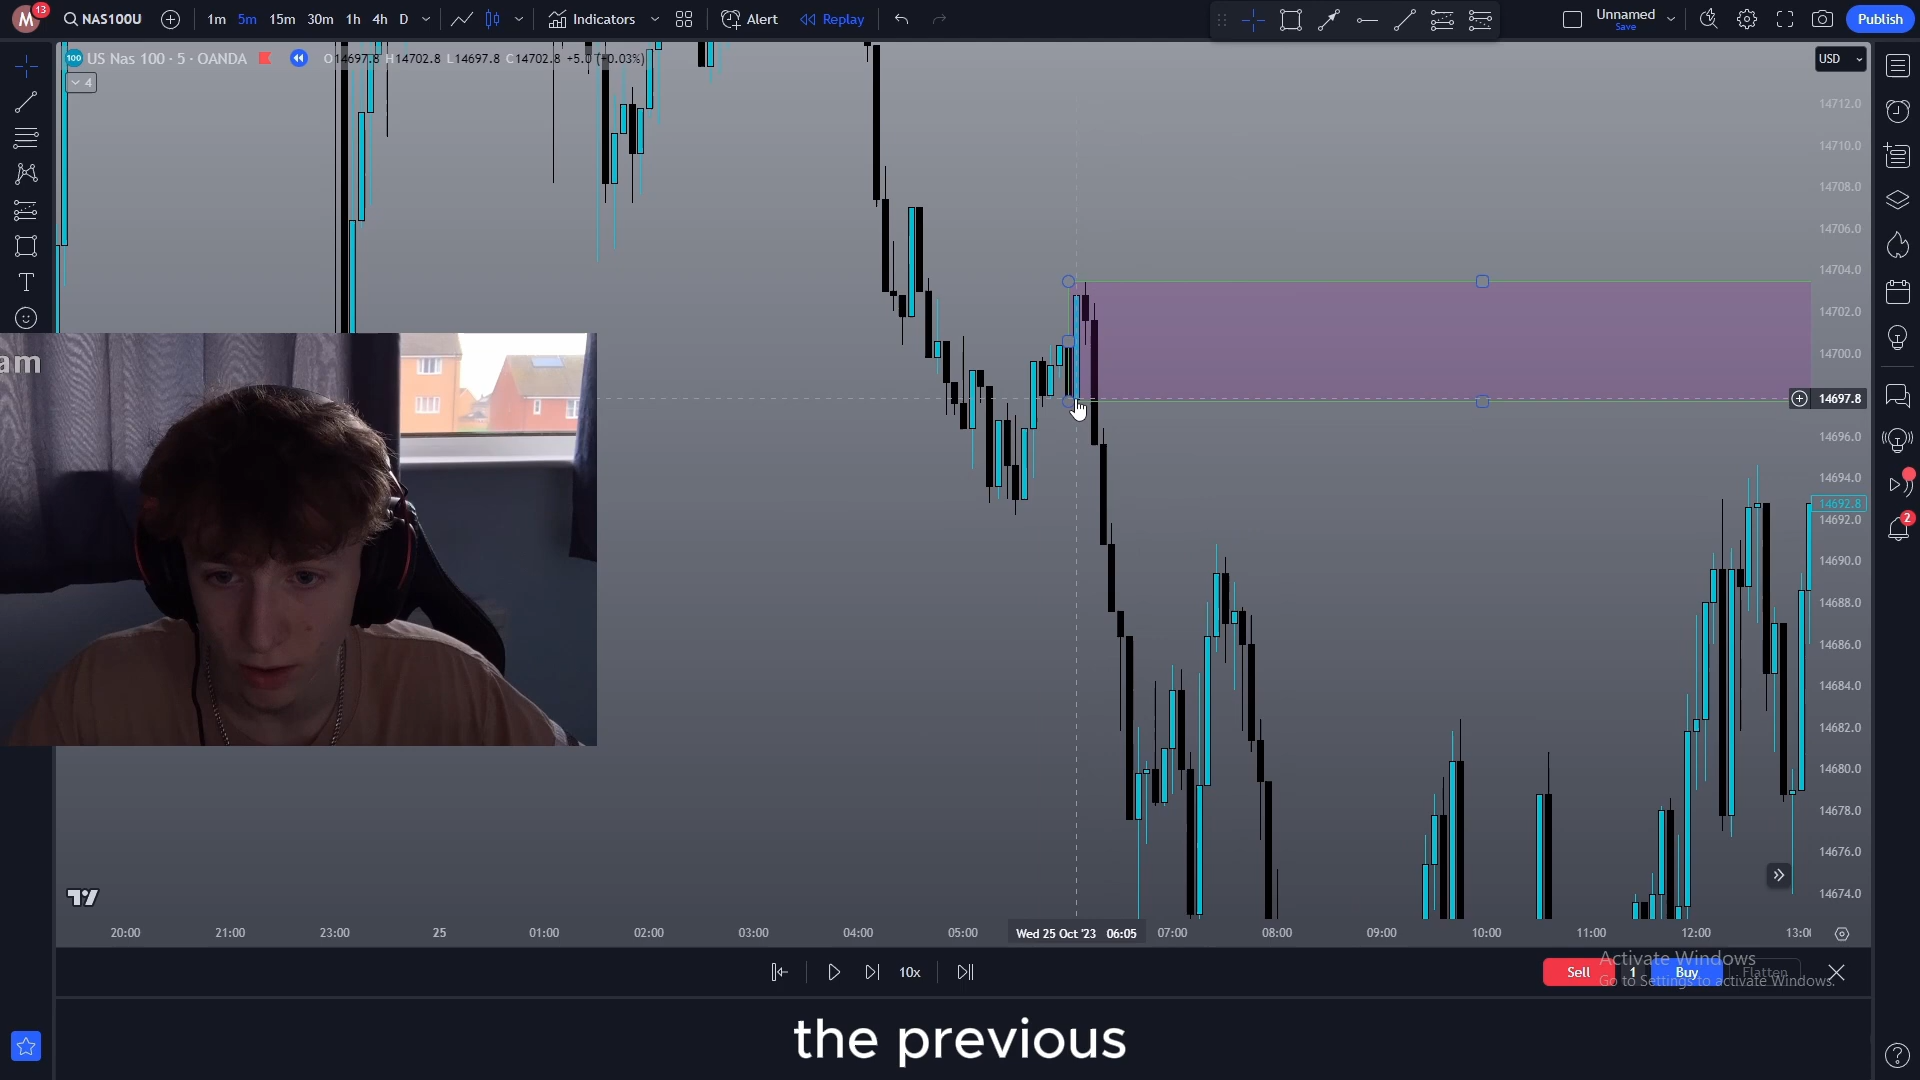 M 13 NAS100U 1m 5m 15m 30m 1h 4h D Indicators Alert Replay Unnamed Save Publish
100 US Nas 100 · 5 · OANDA O14697.8 H14702.8 L14697.8 C14702.8 +5.0 (+0.03%) USD
4
14712.0
14710.0
14708.0
14706.0
14704.0
14702.0
14700.0
14697.8
14696.0
14694.0
14692.8
14692.0
14690.0
14688.0
14686.0
14684.0
14682.0
14680.0
14678.0
14676.0
14674.0
am
T
2
20:00 21:00 23:00 25 01:00 02:00 03:00 04:00 05:00 Wed 25 Oct '23 06:05 07:00 08:00 09:00 10:00 11:00 12:00 13:00
10x Sell 1 Buy Flatten
Activate Windows
Go to Settings to activate Windows.
the previous